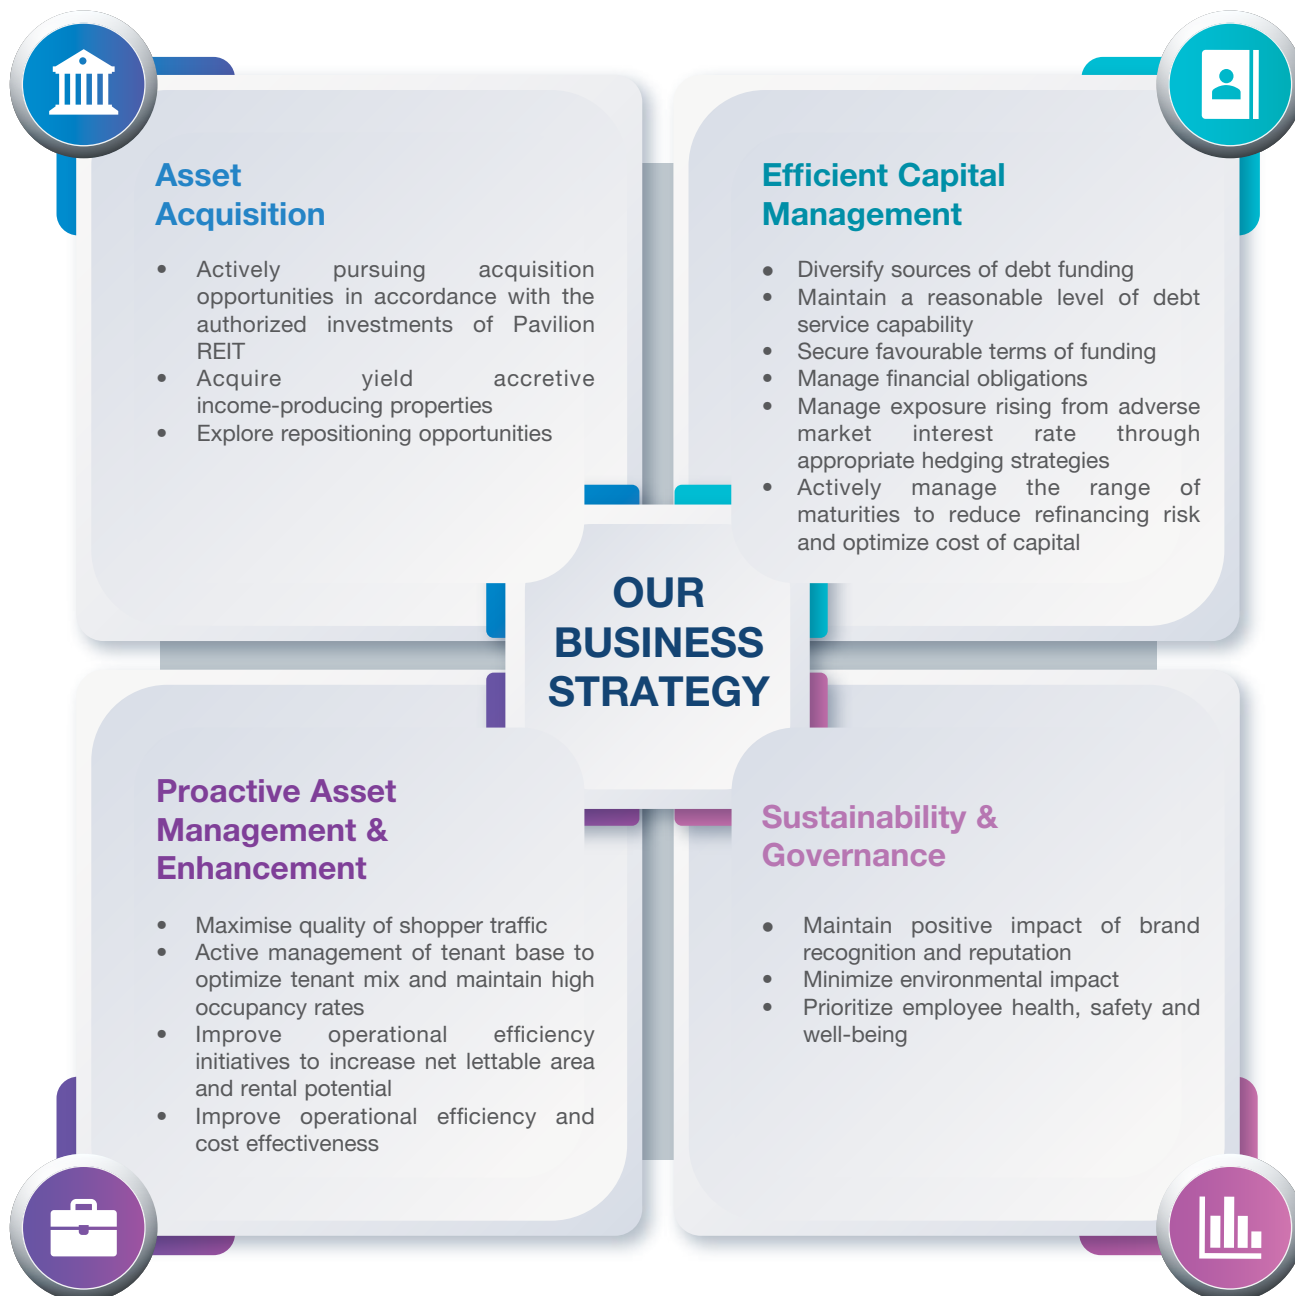 Asset
Acquisition
• Actively pursuing acquisition
opportunities in accordance with the
authorized investments of Pavilion
REIT
• Acquire yield accretive
income-producing properties
• Explore repositioning opportunities
Efficient Capital
Management
• Diversify sources of debt funding
• Maintain a reasonable level of debt
service capability
• Secure favourable terms of funding
• Manage financial obligations
• Manage exposure rising from adverse
market interest rate through
appropriate hedging strategies
• Actively manage the range of
maturities to reduce refinancing risk
and optimize cost of capital
OUR
BUSINESS
STRATEGY
Proactive Asset
Management &
Enhancement
• Maximise quality of shopper traffic
• Active management of tenant base to
optimize tenant mix and maintain high
occupancy rates
• Improve operational efficiency
initiatives to increase net lettable area
and rental potential
• Improve operational efficiency and
cost effectiveness
Sustainability &
Governance
• Maintain positive impact of brand
recognition and reputation
• Minimize environmental impact
• Prioritize employee health, safety and
well-being